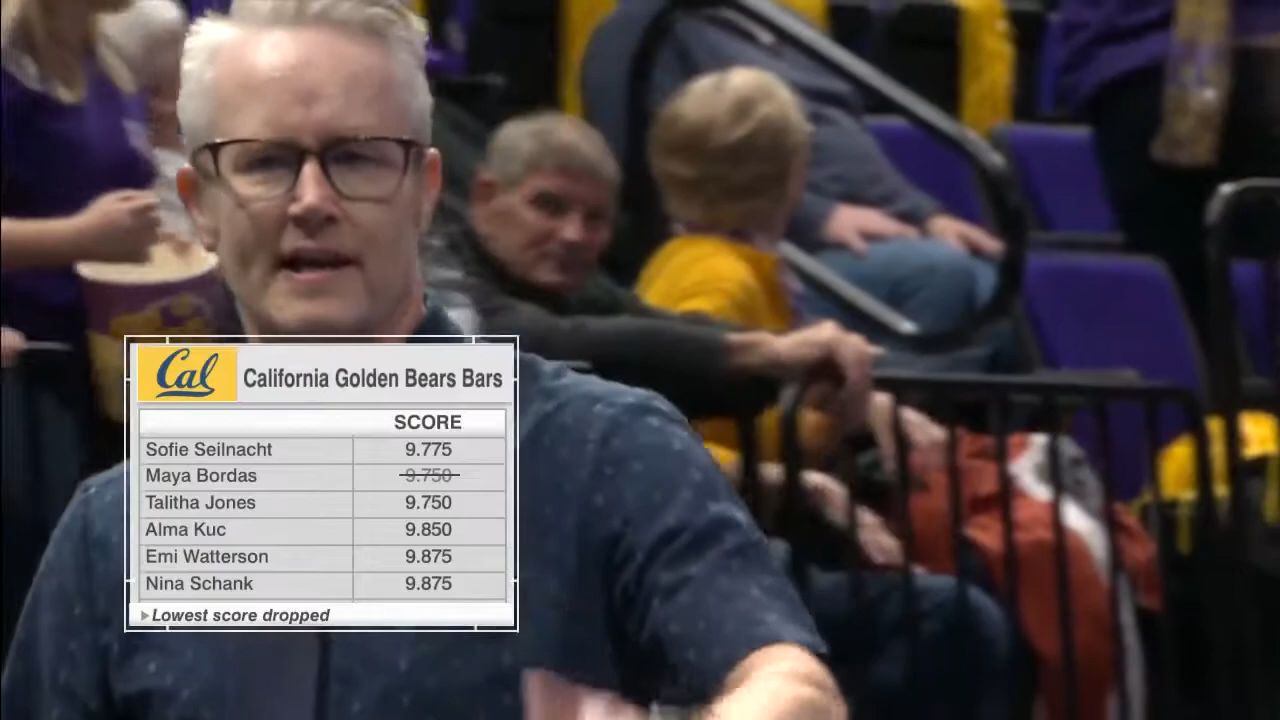 Cal California Golden Bears Bars
SCORE
Sofie Seilnacht 9.775
Maya Bordas 9.750
Talitha Jones 9.750
Alma Kuc 9.850
Emi Watterson 9.875
Nina Schank 9.875
Lowest score dropped